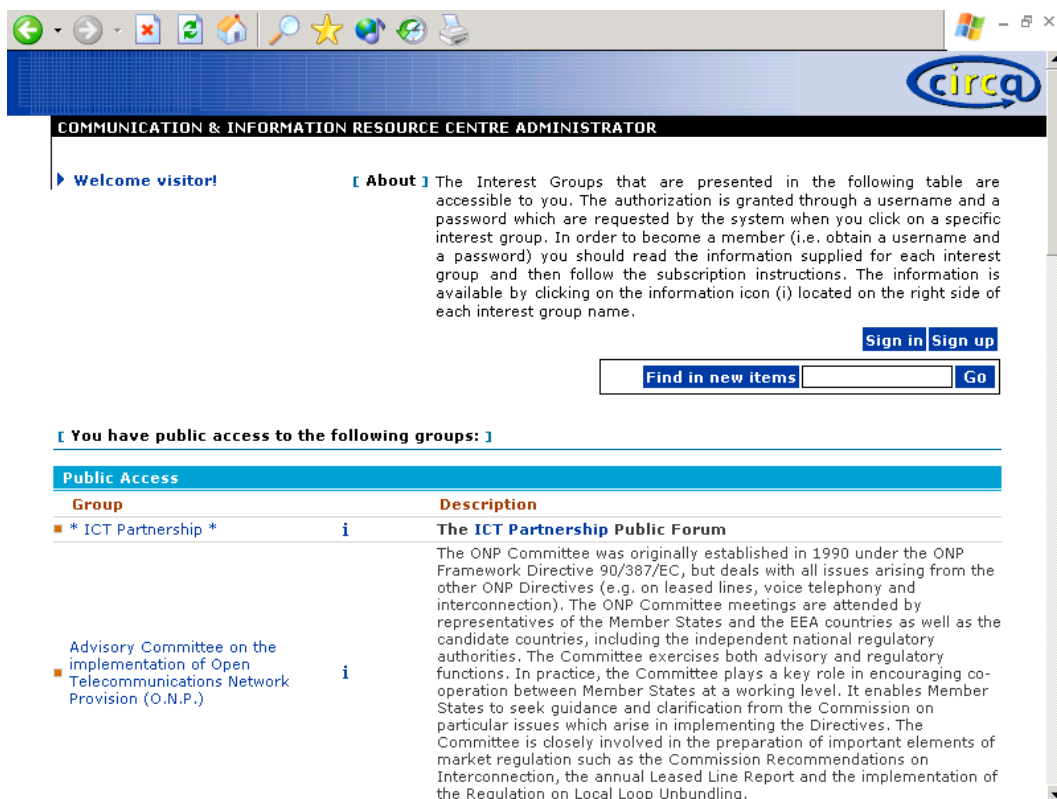 circa
COMMUNICATION & INFORMATION RESOURCE CENTRE ADMINISTRATOR
Welcome visitor!
[ About ] The Interest Groups that are presented in the following table are
accessible to you. The authorization is granted through a username and a
password which are requested by the system when you click on a specific
interest group. In order to become a member (i.e. obtain a username and
a password) you should read the information supplied for each interest
group and then follow the subscription instructions. The information is
available by clicking on the information icon (i) located on the right side of
each interest group name.
Sign in Sign up
Find in new items Go
[ You have public access to the following groups: ]
Public Access
Group Description
* ICT Partnership * i The ICT Partnership Public Forum
Advisory Committee on the
implementation of Open
Telecommunications Network
Provision (O.N.P.)
i
The ONP Committee was originally established in 1990 under the ONP
Framework Directive 90/387/EC, but deals with all issues arising from the
other ONP Directives (e.g. on leased lines, voice telephony and
interconnection). The ONP Committee meetings are attended by
representatives of the Member States and the EEA countries as well as the
candidate countries, including the independent national regulatory
authorities. The Committee exercises both advisory and regulatory
functions. In practice, the Committee plays a key role in encouraging co-
operation between Member States at a working level. It enables Member
States to seek guidance and clarification from the Commission on
particular issues which arise in implementing the Directives. The
Committee is closely involved in the preparation of important elements of
market regulation such as the Commission Recommendations on
Interconnection, the annual Leased Line Report and the implementation of
the Regulation on Local Loop Unbundling.